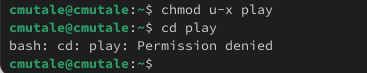 cmutale@cmutale:~$ chmod u-x play
cmutale@cmutale:~$ cd play
bash: cd: play: Permission denied
cmutale@cmutale:~$